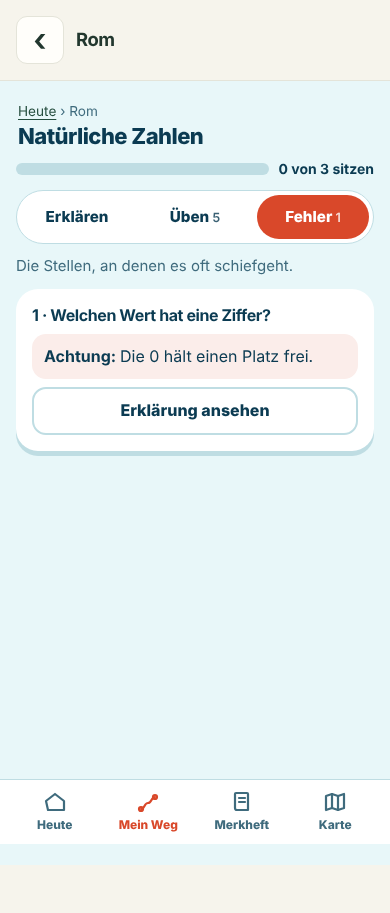 ‹ Rom
Heute › Rom
Natürliche Zahlen
0 von 3 sitzen
Erklären Üben 5 Fehler 1
Die Stellen, an denen es oft schiefgeht.
1 · Welchen Wert hat eine Ziffer?
Achtung: Die 0 hält einen Platz frei.
Erklärung ansehen
Heute Mein Weg Merkheft Karte